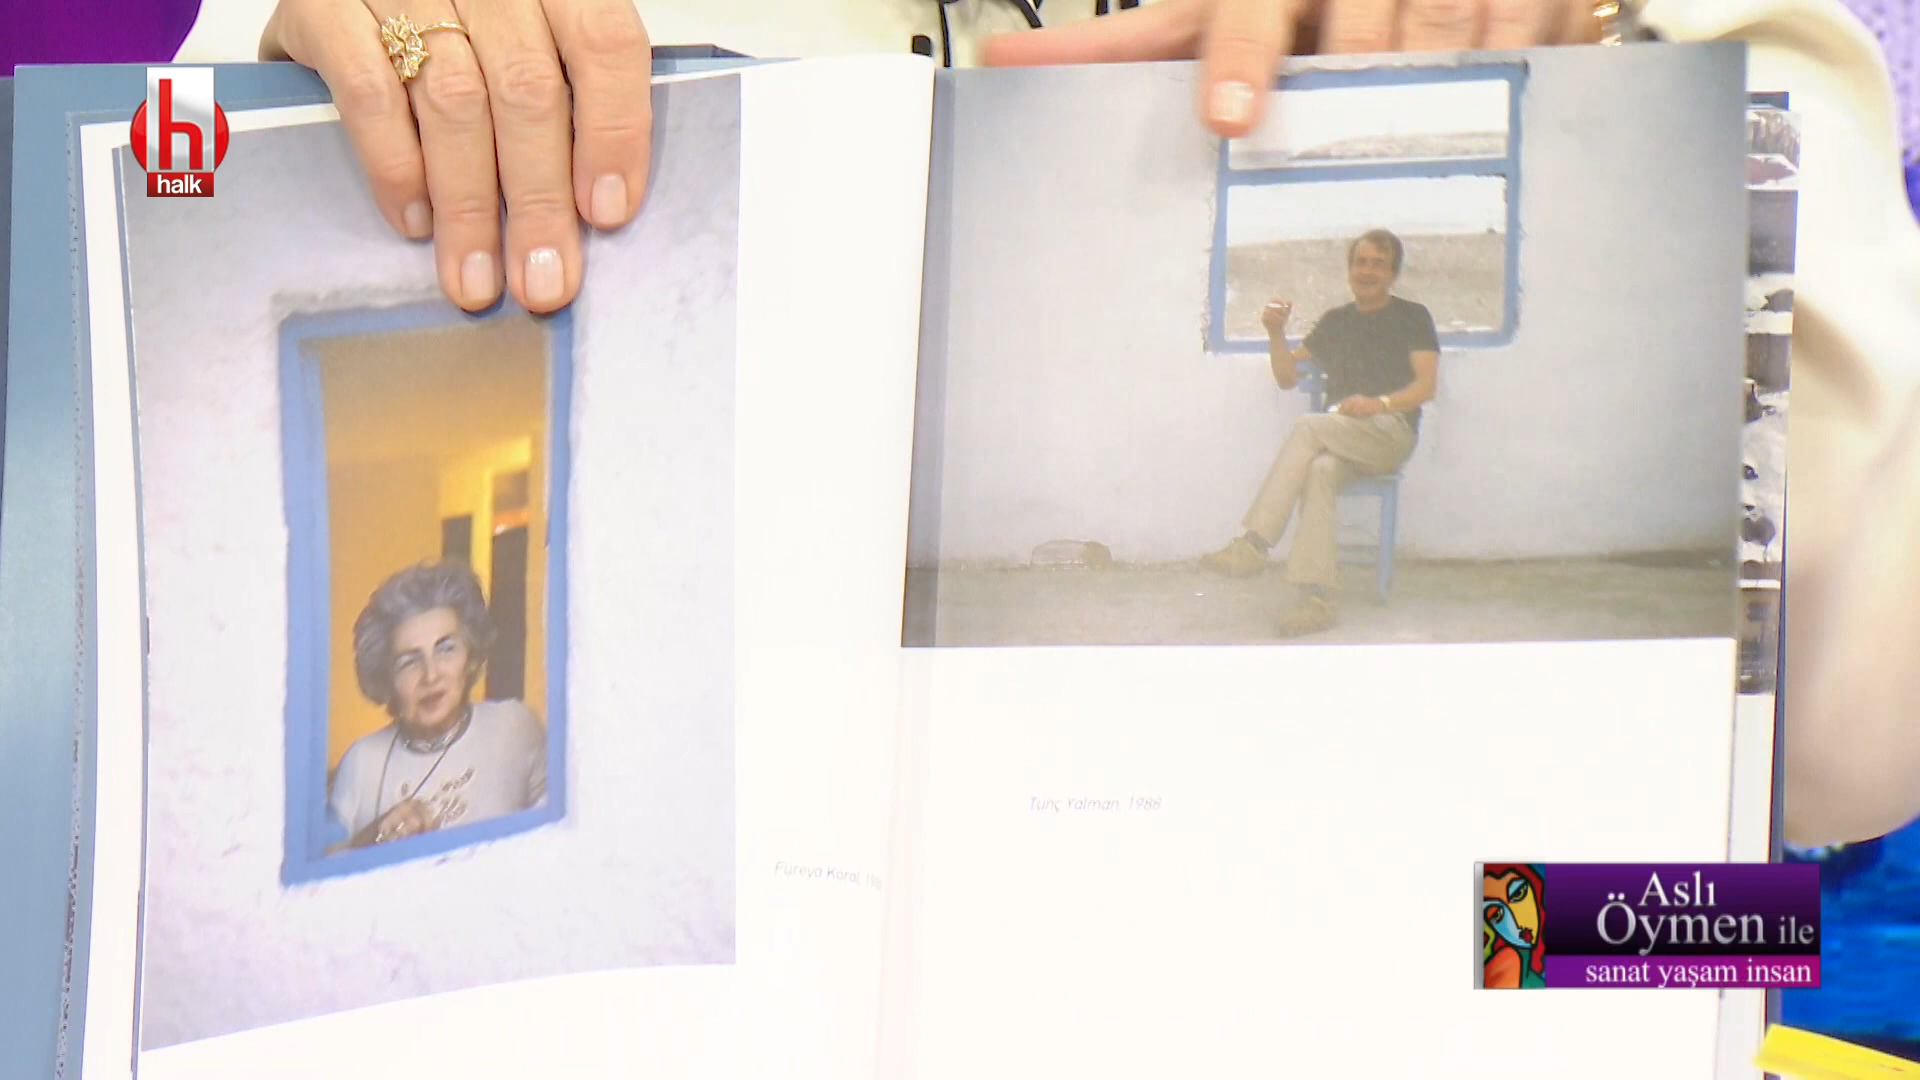 h
halk
Füreya Koral,
Tunç Yalman, 1988
Aslı
Öymen ile
sanat yaşam insan